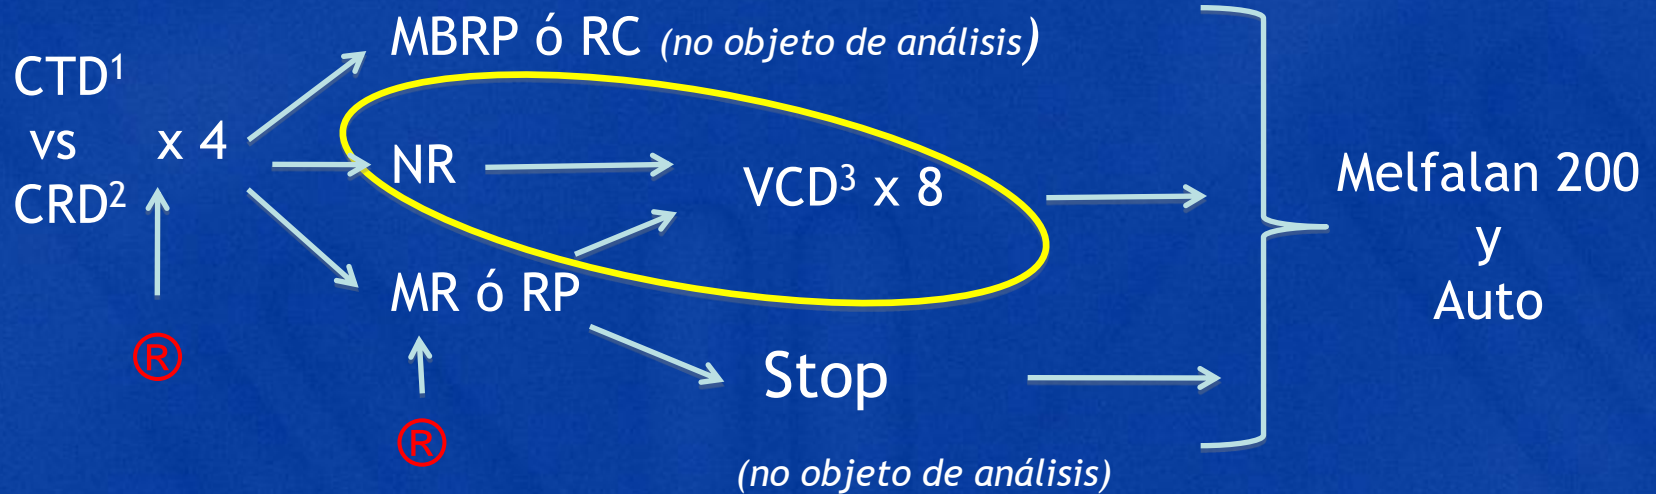 MBRP ó RC (no objeto de análisis)
CTD¹
vs x 4
CRD²
NR
VCD³ x 8
MR ó RP
Stop
(no objeto de análisis)
®
®
Melfalan 200
y
Auto